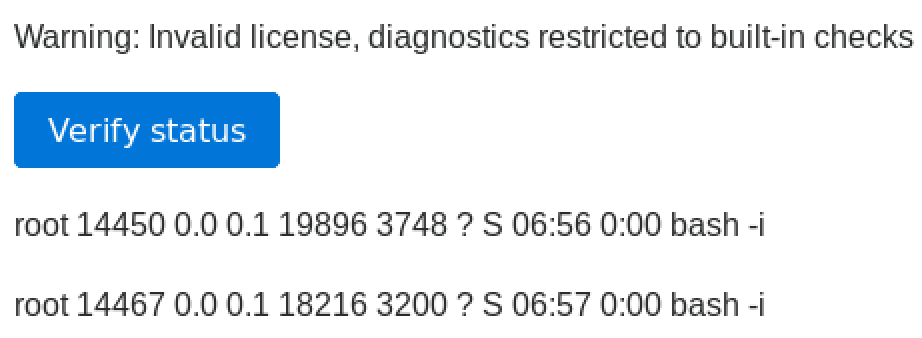 Warning: Invalid license, diagnostics restricted to built-in checks
Verify status
root 14450 0.0 0.1 19896 3748 ? S 06:56 0:00 bash -i
root 14467 0.0 0.1 18216 3200 ? S 06:57 0:00 bash -i